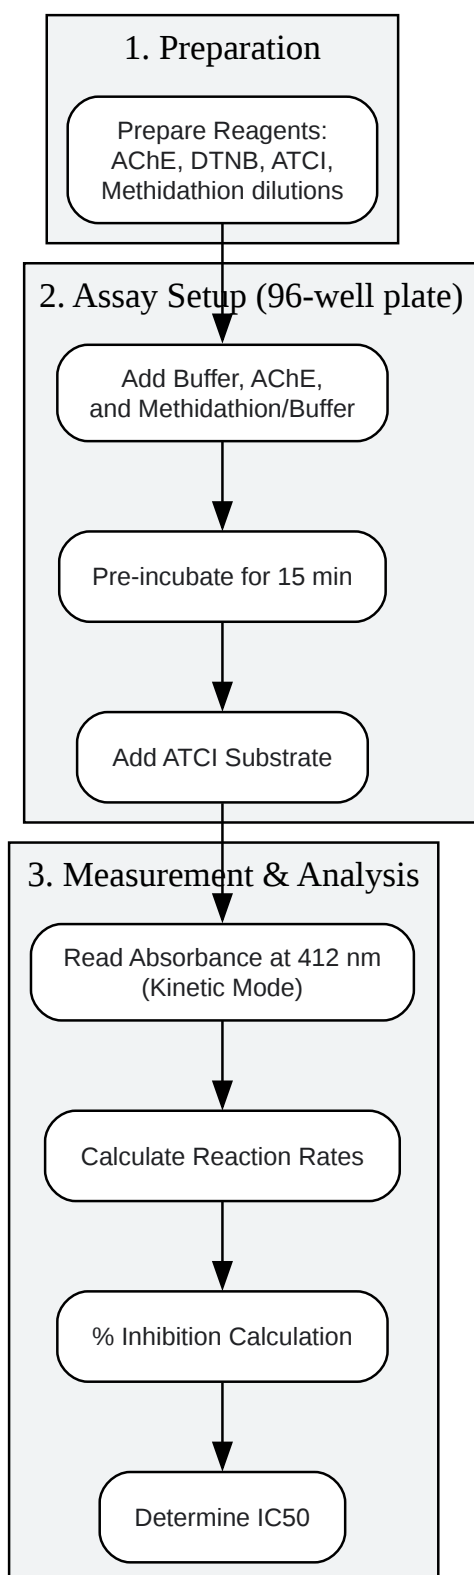 1. Preparation
Prepare Reagents:
AChE, DTNB, ATCI,
Methidathion dilutions
2. Assay Setup (96-well plate)
Add Buffer, AChE,
and Methidathion/Buffer
Pre-incubate for 15 min
Add ATCI Substrate
3. Measurement & Analysis
Read Absorbance at 412 nm
(Kinetic Mode)
Calculate Reaction Rates
% Inhibition Calculation
Determine IC50